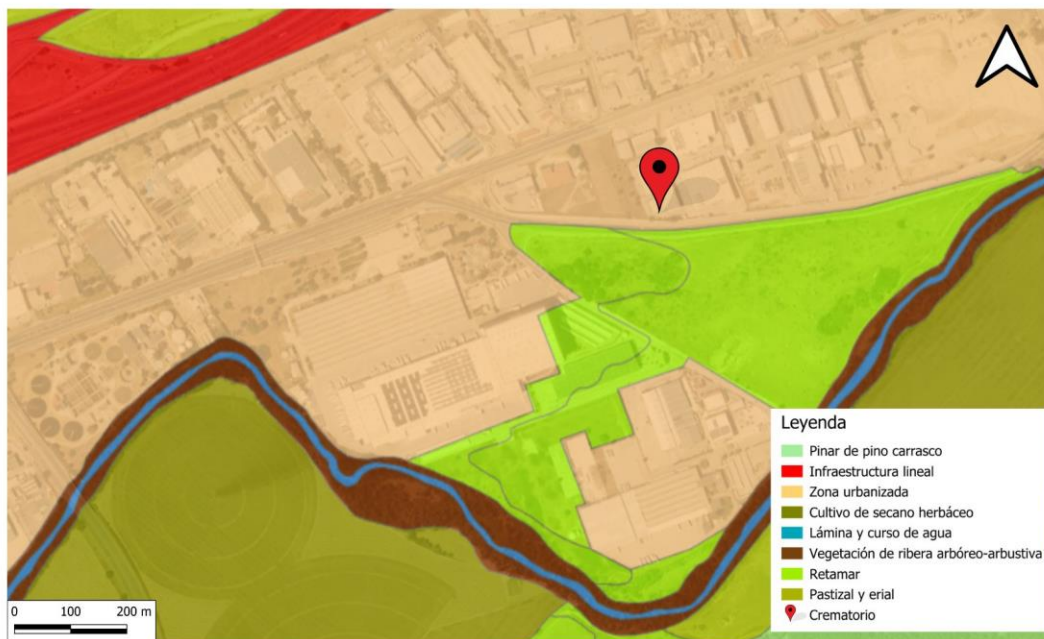 Leyenda
Pinar de pino carrasco
Infraestructura lineal
Zona urbanizada
Cultivo de secano herbáceo
Lámina y curso de agua
Vegetación de ribera arbóreo-arbustiva
Retamar
Pastizal y erial
Crematorio
0 100 200 m